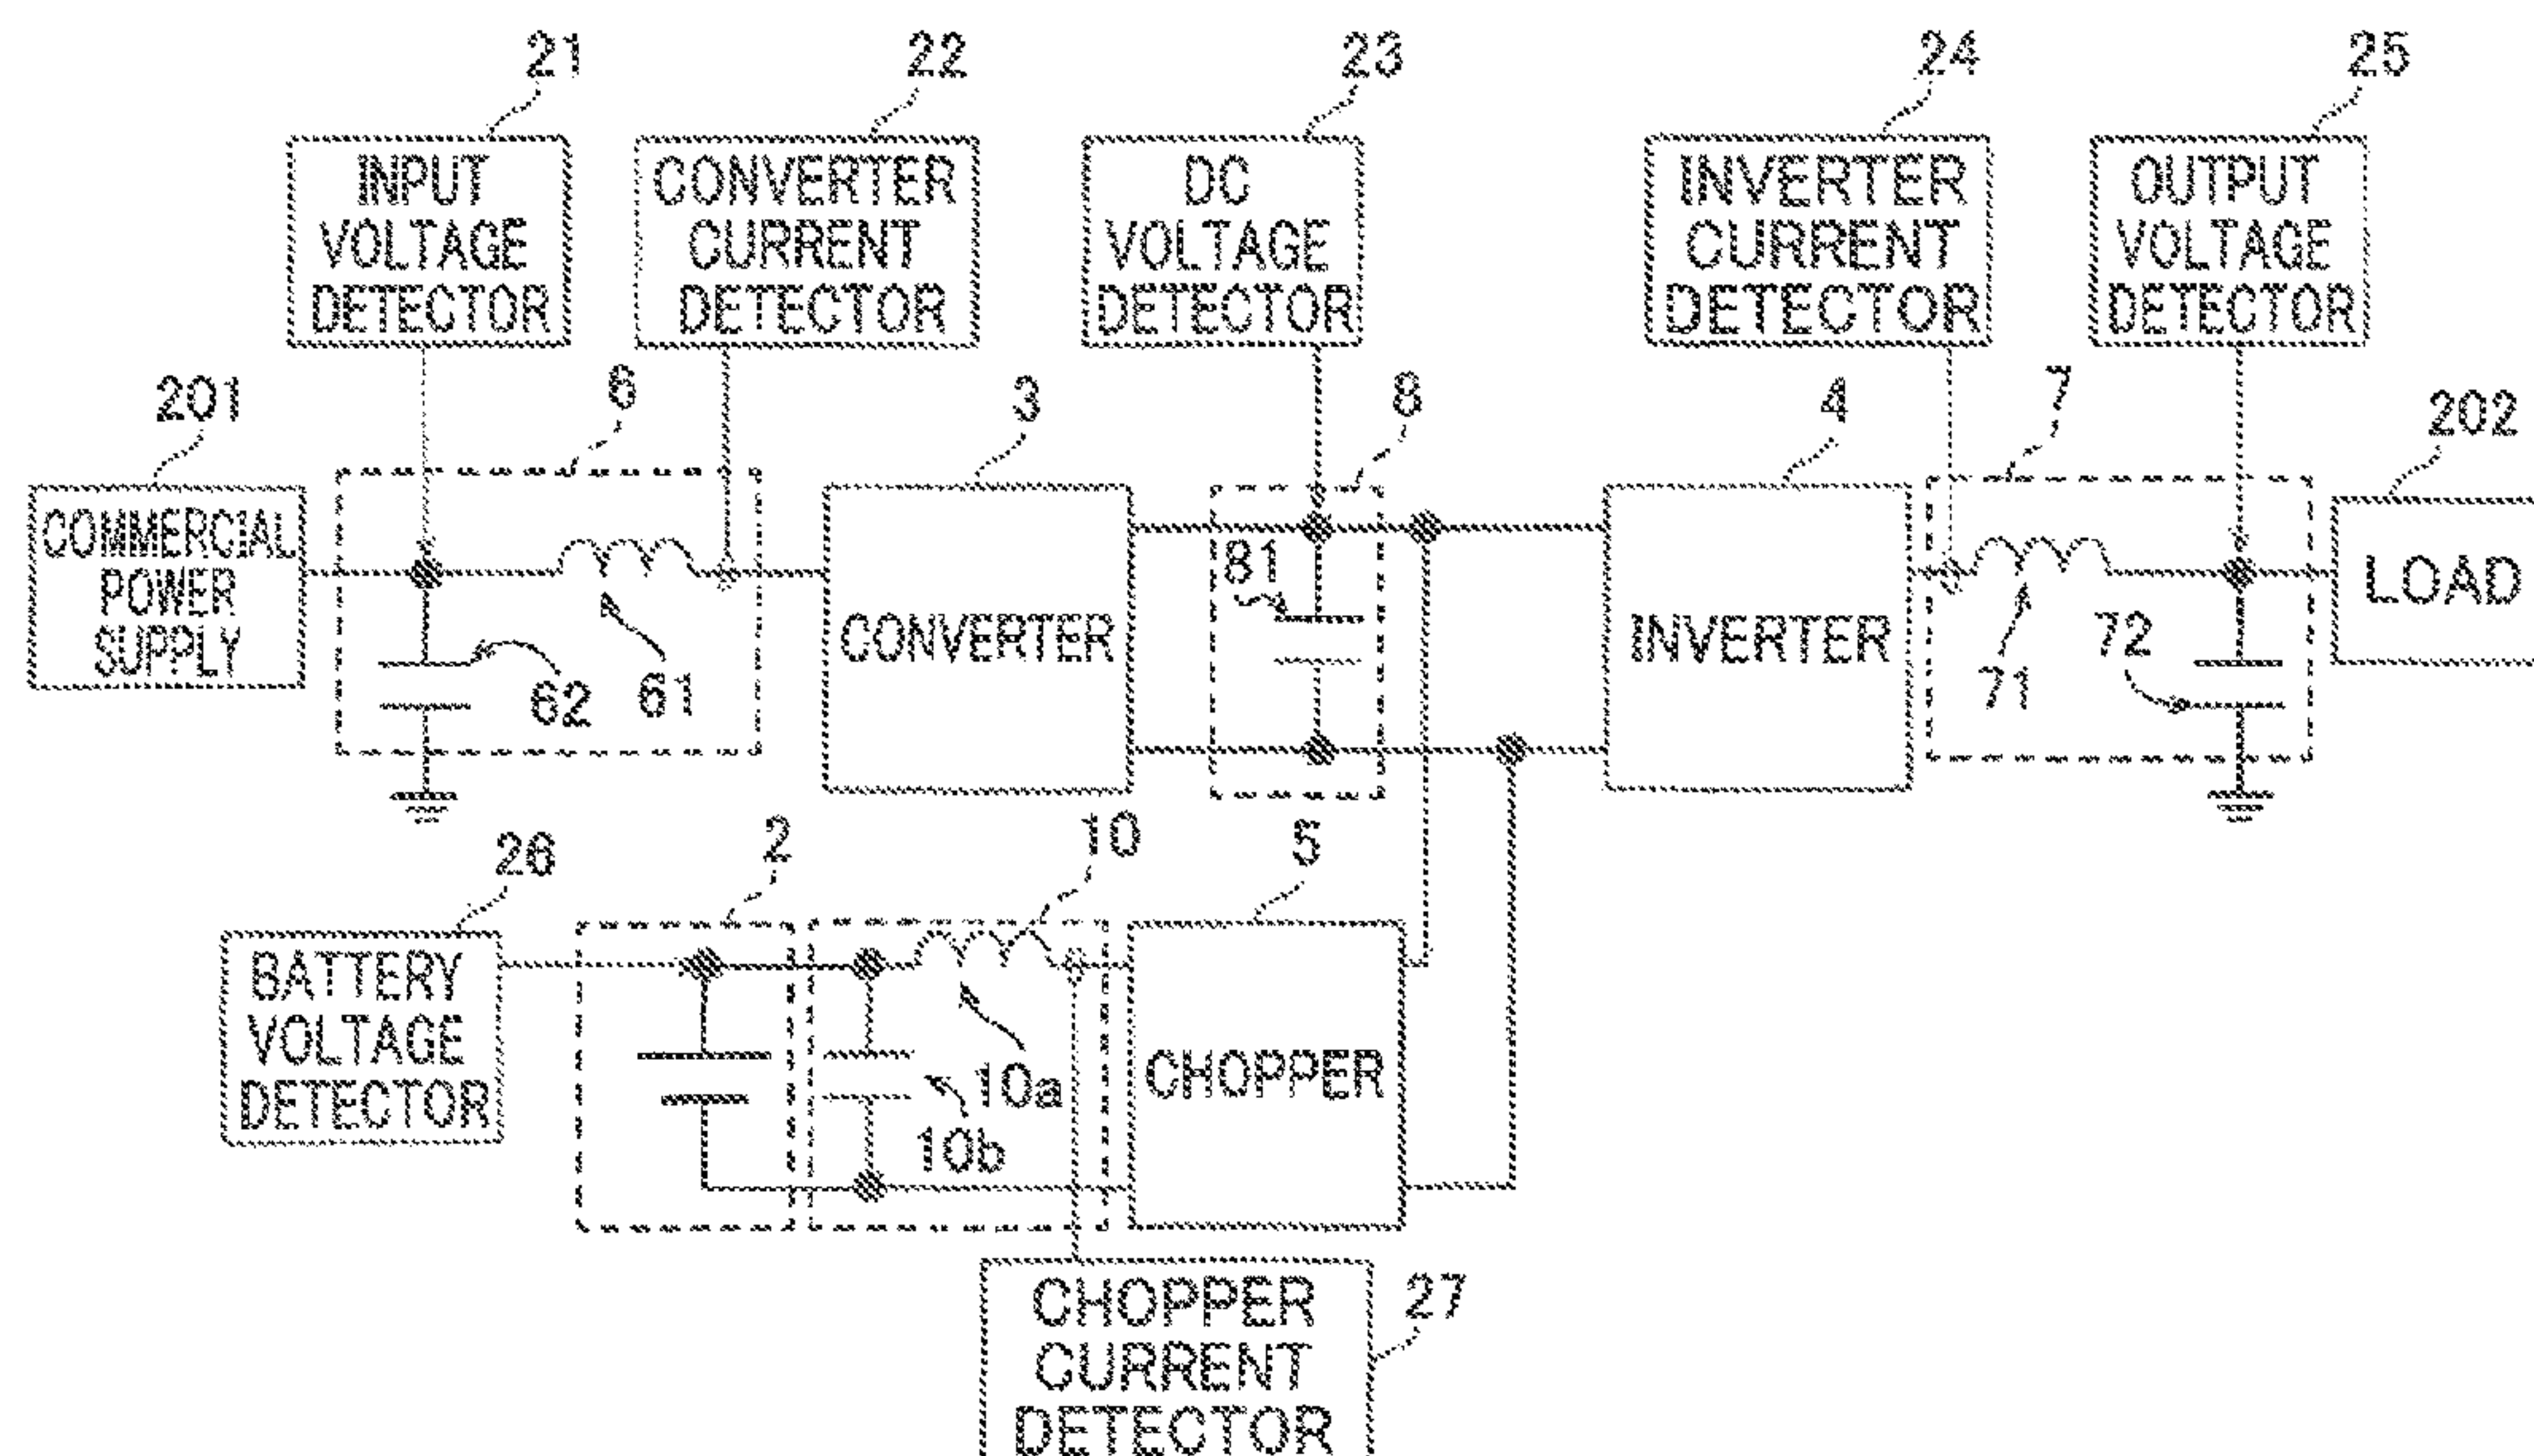 21
22
23
24
25
INPUT
VOLTAGE
DETECTOR
CONVERTER
CURRENT
DETECTOR
DC
VOLTAGE
DETECTOR
INVERTER
CURRENT
DETECTOR
OUTPUT
VOLTAGE
DETECTOR
201
6
3
8
4
7
202
COMMERCIAL
POWER
SUPPLY
62
61
CONVERTER
81
INVERTER
71
72
LOAD
26
2
10
5
BATTERY
VOLTAGE
DETECTOR
10a
10b
CHOPPER
CHOPPER
CURRENT
DETECTOR
27